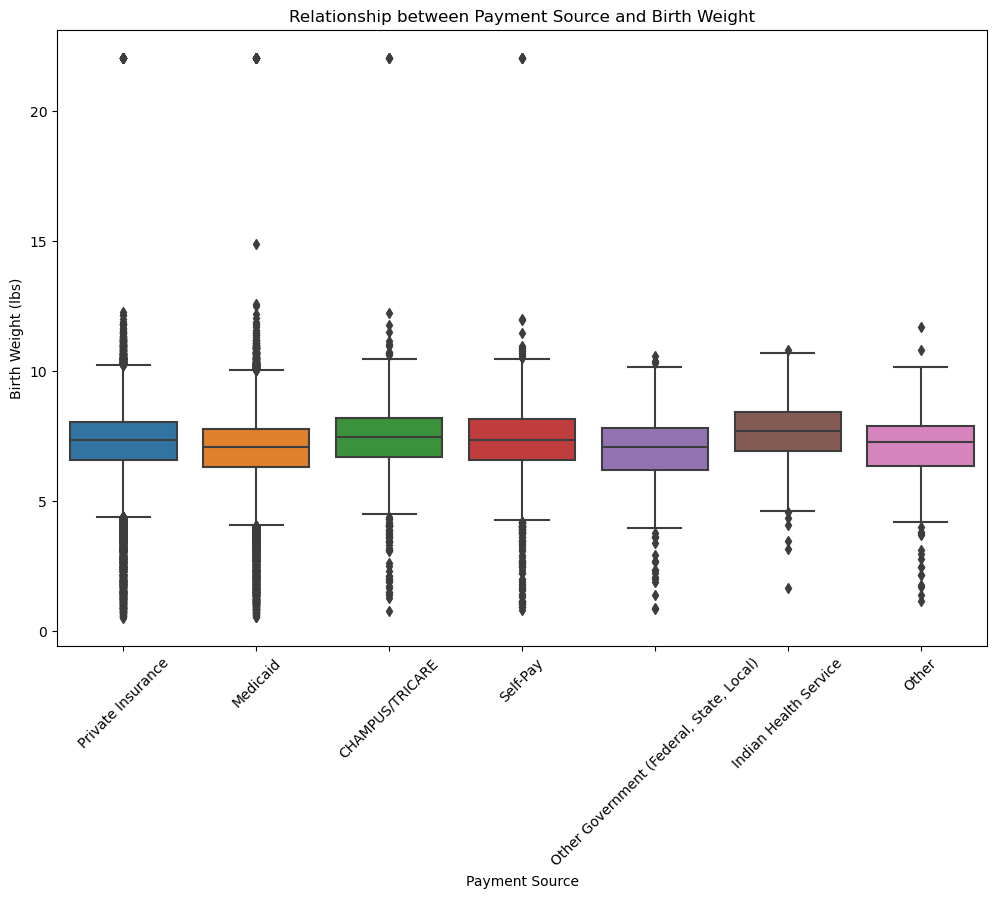 Relationship between Payment Source and Birth Weight
Birth Weight (lbs)
20
15
10
5
0
Private Insurance
Medicaid
CHAMPUS/TRICARE
Self-Pay
Other Government (Federal, State, Local)
Indian Health Service
Other
Payment Source